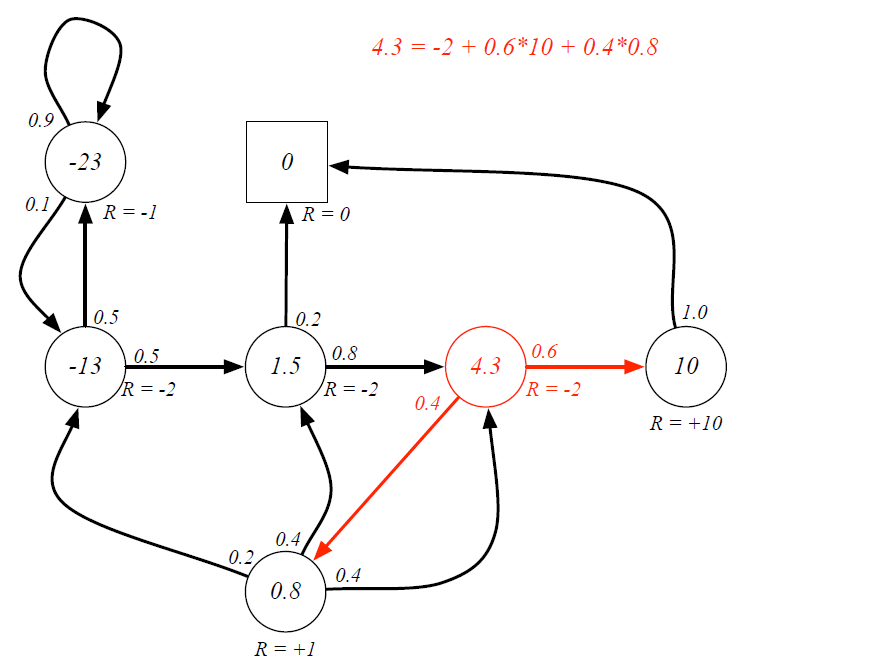 4.3 = -2 + 0.6*10 + 0.4*0.8
0.9
-23
0
0.1
R = -1
R = 0
0.5
0.2
1.0
-13
0.5
R = -2
1.5
0.8
R = -2
4.3
0.6
R = -2
10
0.4
R = +10
0.4
0.2
0.8
0.4
R = +1